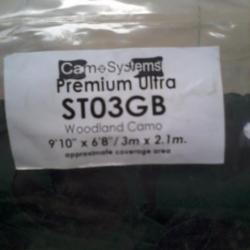 CamoSystems
Premium Ultra
ST03GB
Woodland Camo
9'10" x 6'8"/3m x 2.1m.
approximate coverage area